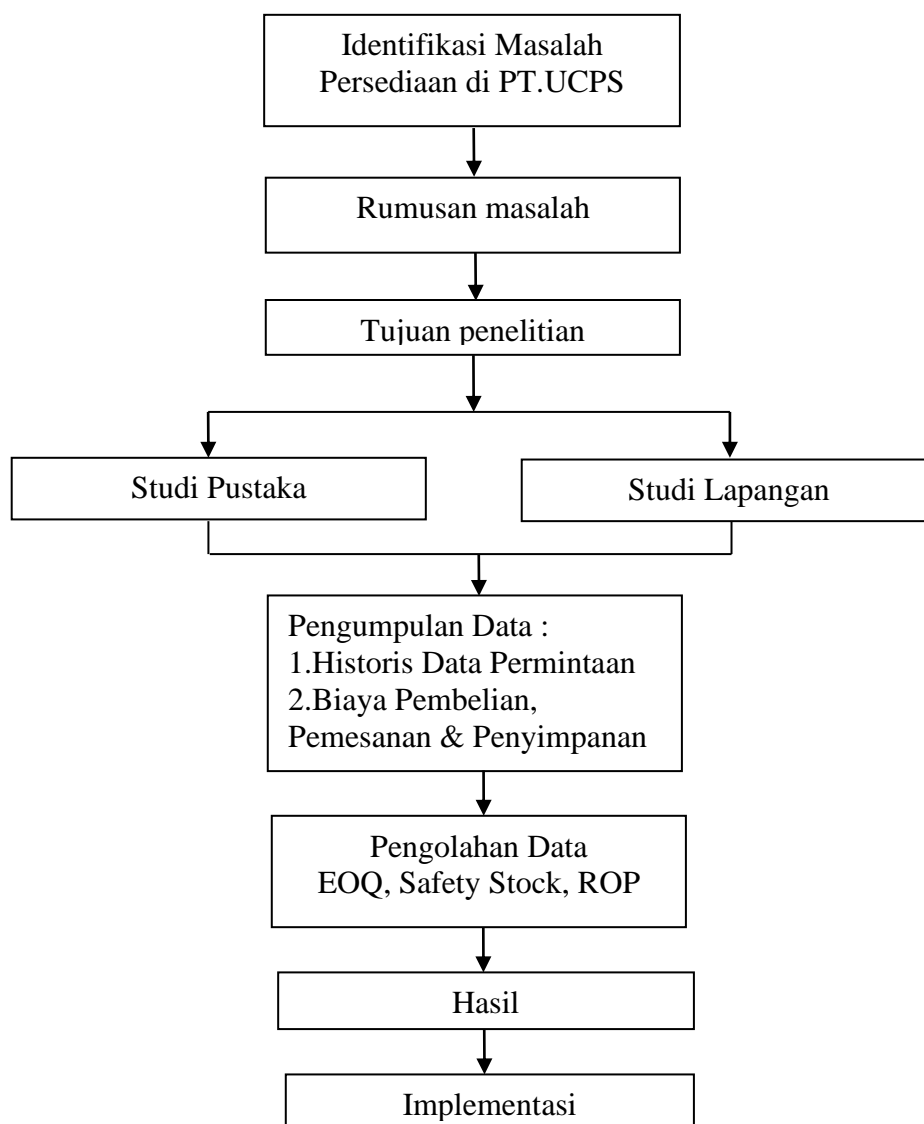 Identifikasi Masalah
Persediaan di PT.UCPS
Rumusan masalah
Tujuan penelitian
Studi Pustaka
Studi Lapangan
Pengumpulan Data :
1.Historis Data Permintaan
2.Biaya Pembelian,
Pemesanan & Penyimpanan
Pengolahan Data
EOQ, Safety Stock, ROP
Hasil
Implementasi